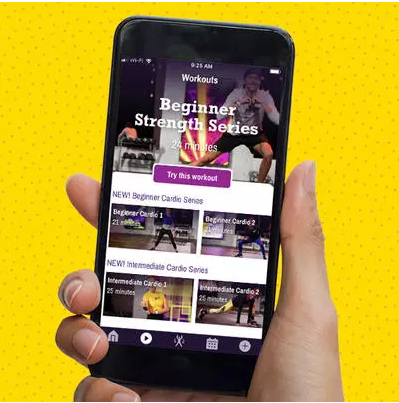 Wi-Fi
9:25 AM
Workouts
Beginner
Strength Series
24 minutes
Try this workout
NEW! Beginner Cardio Series
Beginner Cardio 1
21 minutes
Beginner Cardio 2
21 minutes
NEW! Intermediate Cardio Series
Intermediate Cardio 1
25 minutes
Intermediate Cardio 2
25 minutes